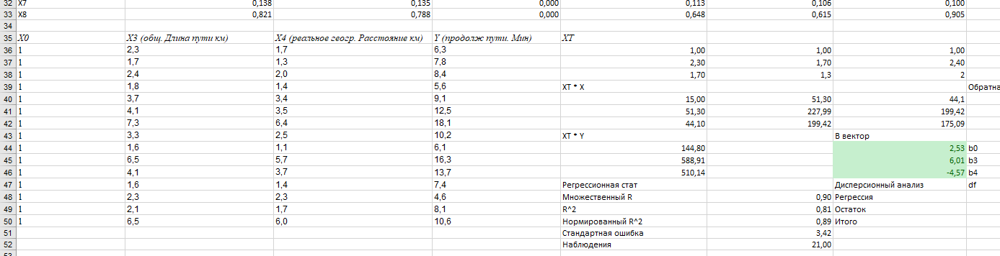 32 X7 0,138 0,135 0,000 0,113 0,106 0,100
33 X8 0,821 0,788 0,000 0,648 0,615 0,905
34
35 X0 X3 (общ. Длина пути км) X4 (реальное геогр. Расстояние км) Y (продолж пути. Мин) XT
36 1 2,3 1,7 6,3 1,00 1,00 1,00
37 1 1,7 1,3 7,8 2,30 1,70 2,40
38 1 2,4 2,0 8,4 1,70 1,3 2
39 1 1,8 1,4 5,6 XT * X Обратна
40 1 3,7 3,4 9,1 15,00 51,30 44,1
41 1 4,1 3,5 12,5 51,30 227,99 199,42
42 1 7,3 6,4 18,1 44,10 199,42 175,09
43 1 3,3 2,5 10,2 XT * Y В вектор
44 1 1,6 1,1 6,1 144,80 2,53 b0
45 1 6,5 5,7 16,3 588,91 6,01 b3
46 1 4,1 3,7 13,7 510,14 -4,57 b4
47 1 1,6 1,4 7,4 Регрессионная стат Дисперсионный анализ df
48 1 2,3 2,3 4,6 Множественный R 0,90 Регрессия
49 1 2,1 1,7 8,1 R^2 0,81 Остаток
50 1 6,5 6,0 10,6 Нормированный R^2 0,89 Итого
51 Стандартная ошибка 3,42
52 Наблюдения 21,00